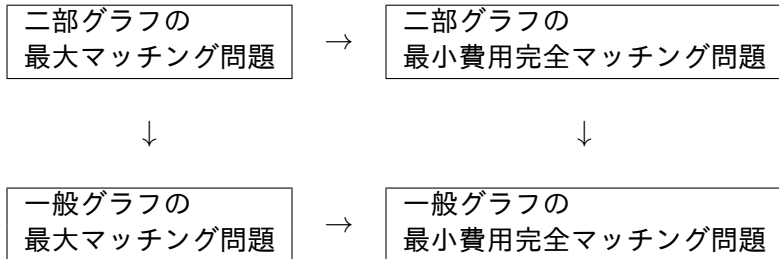 二部グラフの
最大マッチング問題
→
二部グラフの
最小費用完全マッチング問題
↓
↓
一般グラフの
最大マッチング問題
→
一般グラフの
最小費用完全マッチング問題